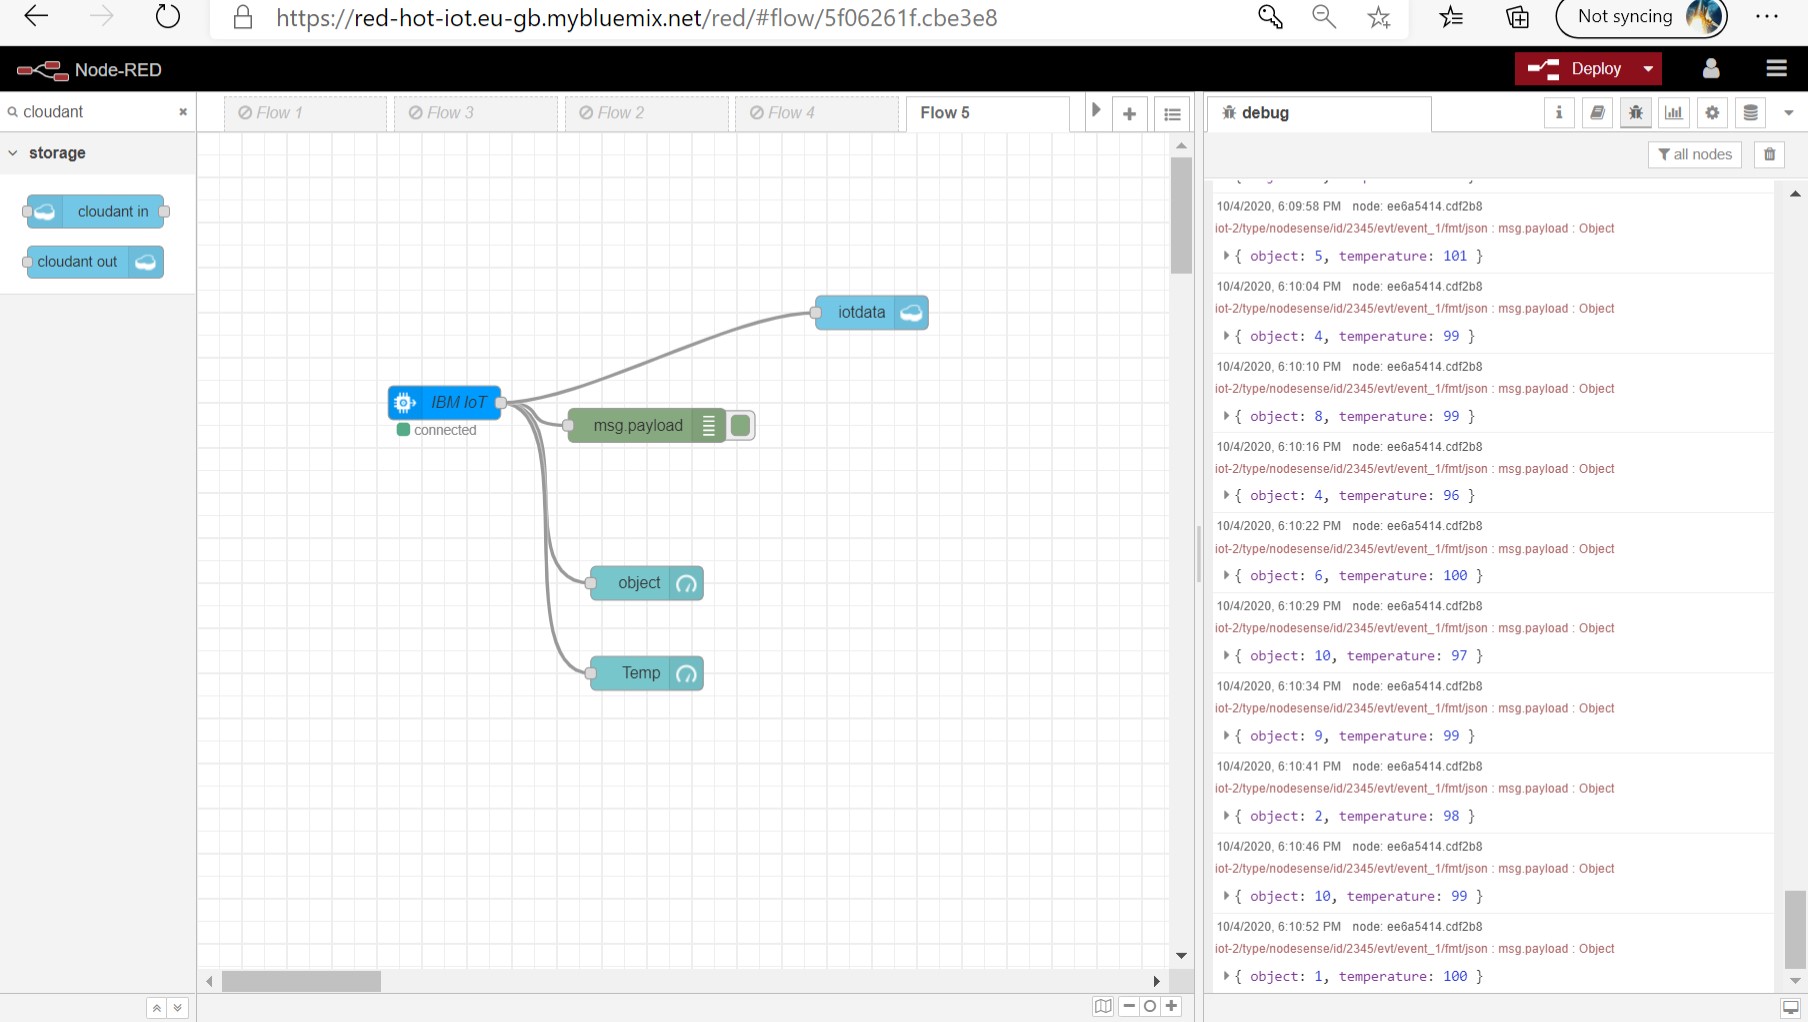 https://red-hot-iot.eu-gb.mybluemix.net/red/#flow/5f06261f.cbe3e8
Not syncing
Node-RED
Deploy
cloudant
Flow 1
Flow 3
Flow 2
Flow 4
Flow 5
debug
storage
all nodes
cloudant in
cloudant out
iotdata
IBM IoT
connected
msg.payload
object
Temp
10/4/2020, 6:09:58 PM node: ee6a5414.cdf2b8
iot-2/type/nodesense/id/2345/evt/event_1/fmt/json : msg.payload : Object
{ object: 5, temperature: 101 }
10/4/2020, 6:10:04 PM node: ee6a5414.cdf2b8
iot-2/type/nodesense/id/2345/evt/event_1/fmt/json : msg.payload : Object
{ object: 4, temperature: 99 }
10/4/2020, 6:10:10 PM node: ee6a5414.cdf2b8
iot-2/type/nodesense/id/2345/evt/event_1/fmt/json : msg.payload : Object
{ object: 8, temperature: 99 }
10/4/2020, 6:10:16 PM node: ee6a5414.cdf2b8
iot-2/type/nodesense/id/2345/evt/event_1/fmt/json : msg.payload : Object
{ object: 4, temperature: 96 }
10/4/2020, 6:10:22 PM node: ee6a5414.cdf2b8
iot-2/type/nodesense/id/2345/evt/event_1/fmt/json : msg.payload : Object
{ object: 6, temperature: 100 }
10/4/2020, 6:10:29 PM node: ee6a5414.cdf2b8
iot-2/type/nodesense/id/2345/evt/event_1/fmt/json : msg.payload : Object
{ object: 10, temperature: 97 }
10/4/2020, 6:10:34 PM node: ee6a5414.cdf2b8
iot-2/type/nodesense/id/2345/evt/event_1/fmt/json : msg.payload : Object
{ object: 9, temperature: 99 }
10/4/2020, 6:10:41 PM node: ee6a5414.cdf2b8
iot-2/type/nodesense/id/2345/evt/event_1/fmt/json : msg.payload : Object
{ object: 2, temperature: 98 }
10/4/2020, 6:10:46 PM node: ee6a5414.cdf2b8
iot-2/type/nodesense/id/2345/evt/event_1/fmt/json : msg.payload : Object
{ object: 10, temperature: 99 }
10/4/2020, 6:10:52 PM node: ee6a5414.cdf2b8
iot-2/type/nodesense/id/2345/evt/event_1/fmt/json : msg.payload : Object
{ object: 1, temperature: 100 }